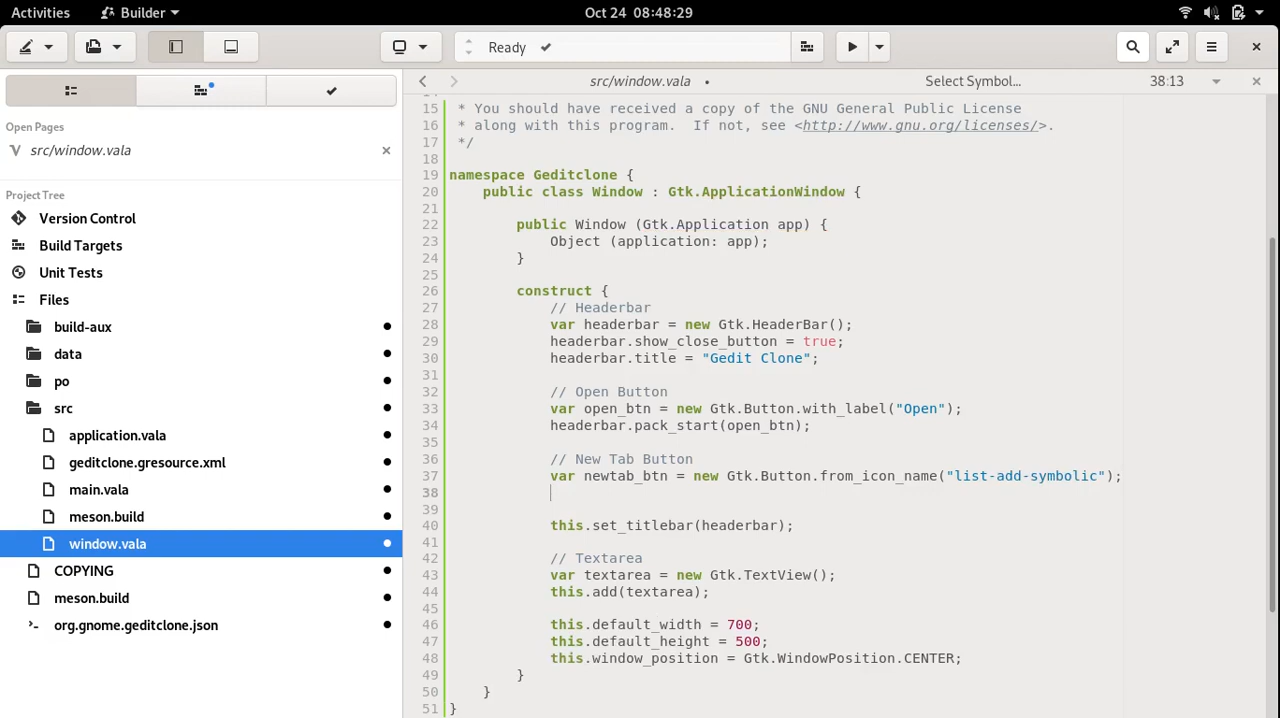 Activities
Builder
Oct 24  08:48:29
Ready
Open Pages
src/window.vala
Project Tree
Version Control
Build Targets
Unit Tests
Files
build-aux
data
po
src
application.vala
geditclone.gresource.xml
main.vala
meson.build
window.vala
COPYING
meson.build
org.gnome.geditclone.json
src/window.vala •
Select Symbol...
38:13
15 * You should have received a copy of the GNU General Public License
16 * along with this program.  If not, see <http://www.gnu.org/licenses/>.
17 */
18
19 namespace Geditclone {
20     public class Window : Gtk.ApplicationWindow {
21
22         public Window (Gtk.Application app) {
23             Object (application: app);
24         }
25
26         construct {
27             // Headerbar
28             var headerbar = new Gtk.HeaderBar();
29             headerbar.show_close_button = true;
30             headerbar.title = "Gedit Clone";
31
32             // Open Button
33             var open_btn = new Gtk.Button.with_label("Open");
34             headerbar.pack_start(open_btn);
35
36             // New Tab Button
37             var newtab_btn = new Gtk.Button.from_icon_name("list-add-symbolic");
38
39
40             this.set_titlebar(headerbar);
41
42             // Textarea
43             var textarea = new Gtk.TextView();
44             this.add(textarea);
45
46             this.default_width = 700;
47             this.default_height = 500;
48             this.window_position = Gtk.WindowPosition.CENTER;
49         }
50     }
51 }